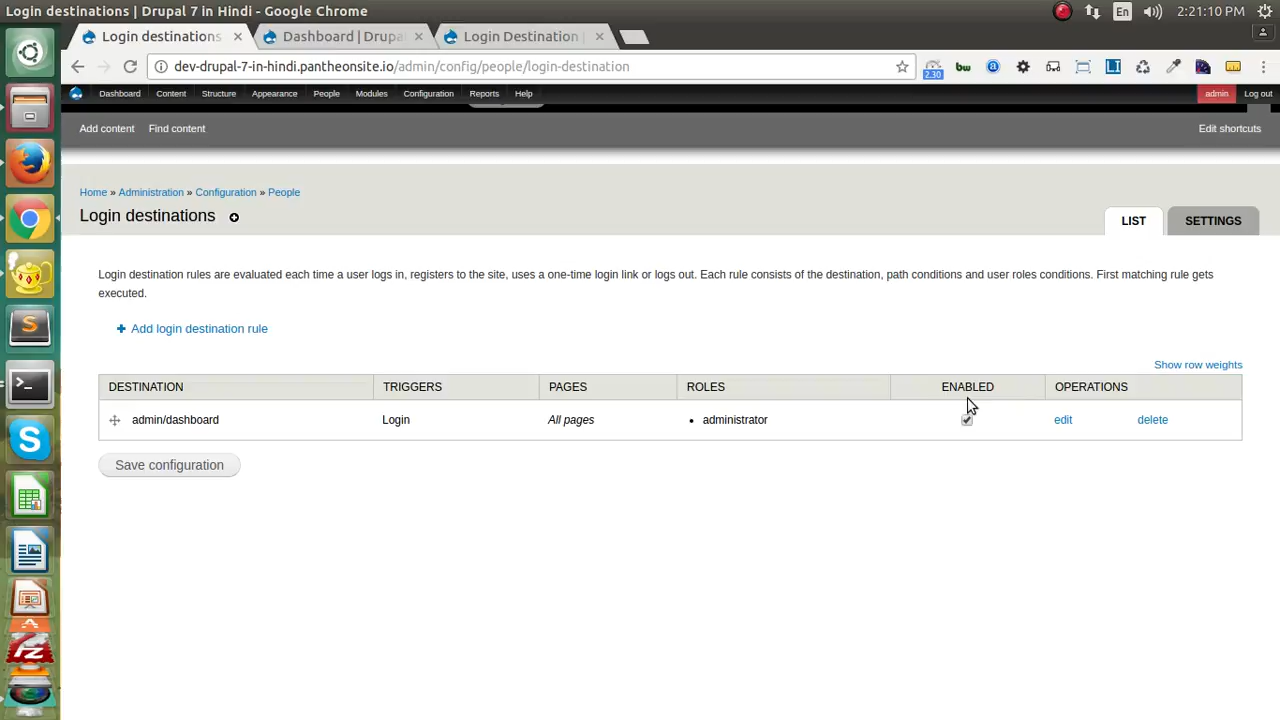 Login destinations | Drupal 7 in Hindi - Google Chrome
En
2:21:10 PM
Login destinations
Dashboard | Drupa
Login Destination |
dev-drupal-7-in-hindi.pantheonsite.io/admin/config/people/login-destination
2.30
bw
a
LI
Dashboard
Content
Structure
Appearance
People
Modules
Configuration
Reports
Help
admin
Log out
Add content
Find content
Edit shortcuts
Home » Administration » Configuration » People
Login destinations
LIST
SETTINGS
Login destination rules are evaluated each time a user logs in, registers to the site, uses a one-time login link or logs out. Each rule consists of the destination, path conditions and user roles conditions. First matching rule gets
executed.
Add login destination rule
Show row weights
DESTINATION
TRIGGERS
PAGES
ROLES
ENABLED
OPERATIONS
admin/dashboard
Login
All pages
• administrator
edit
delete
Save configuration